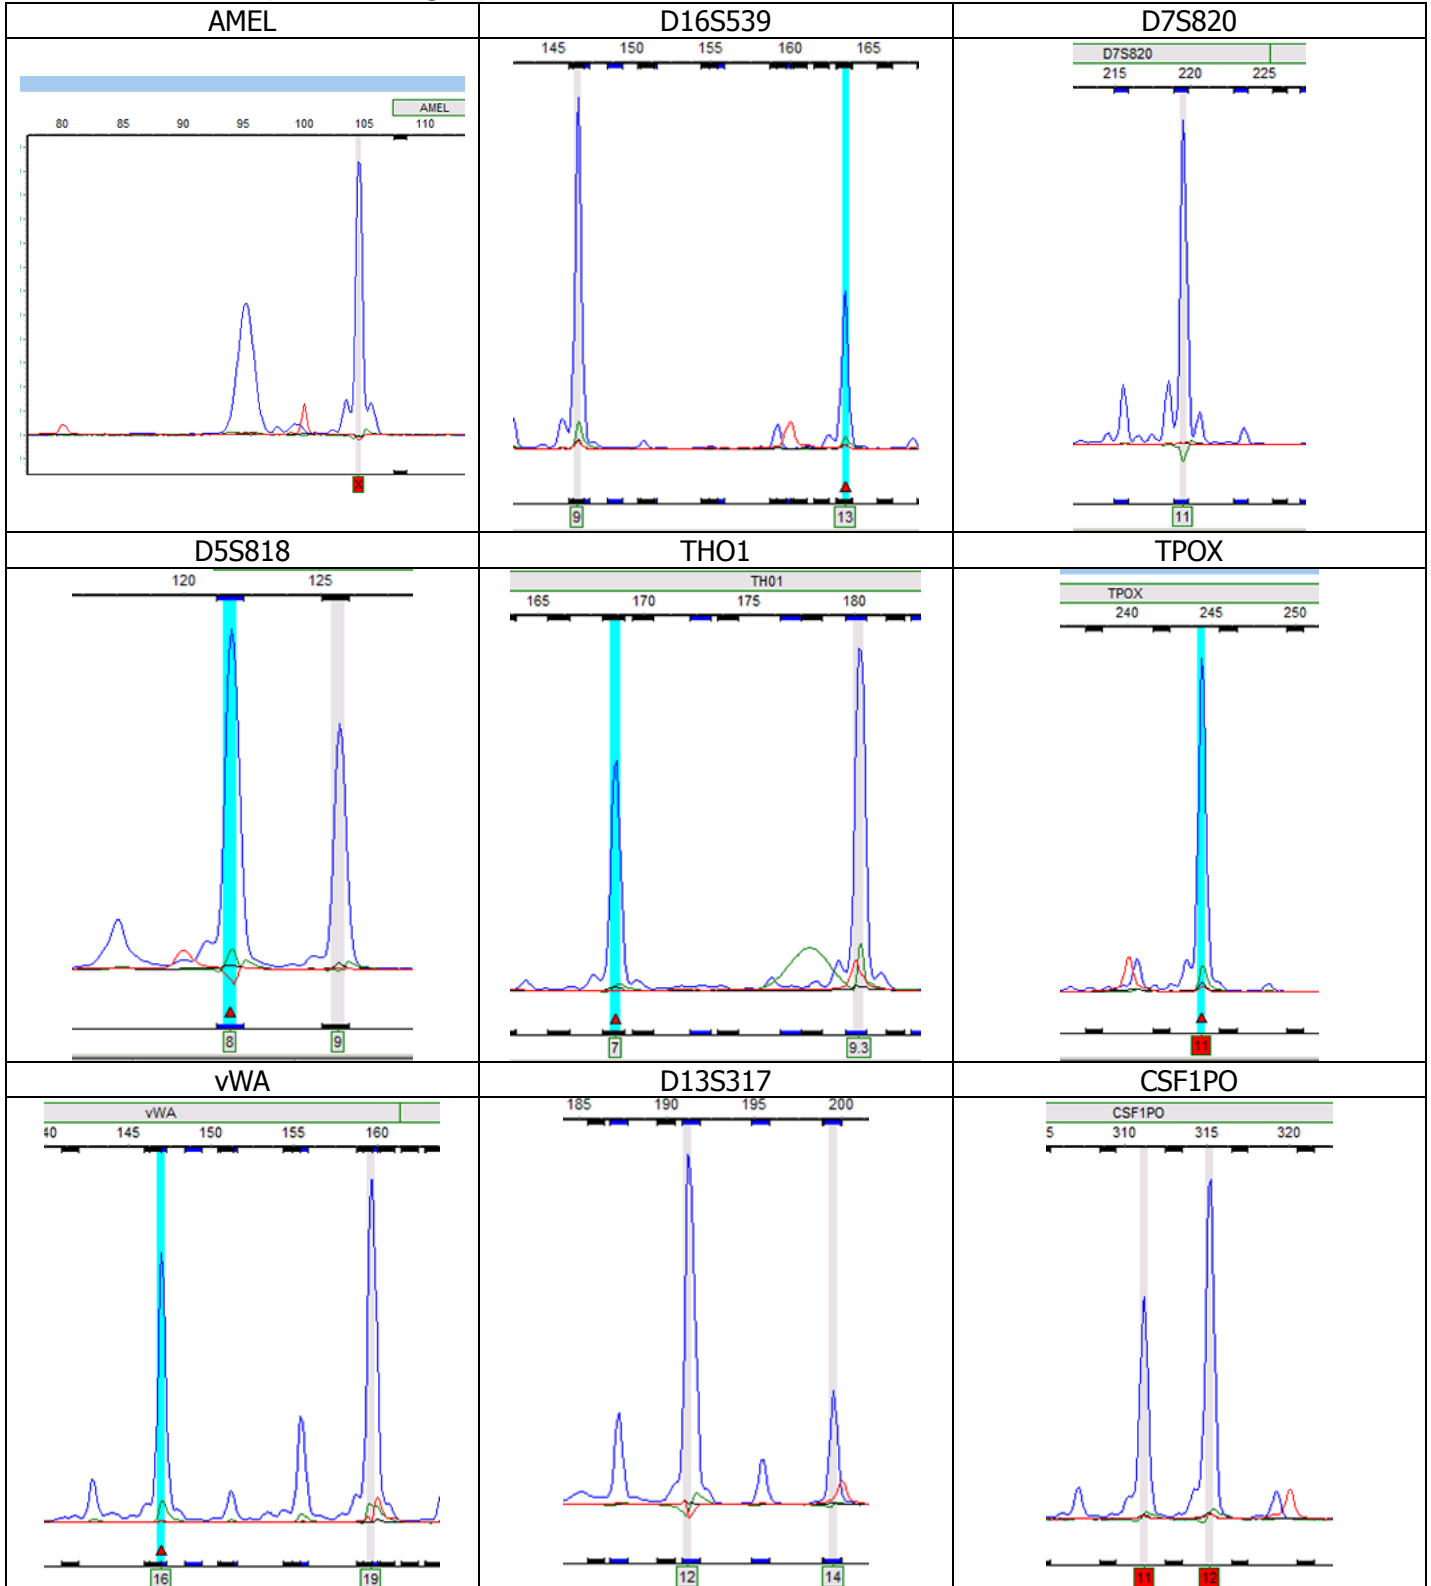 AMEL D16S539 D7S820
AMEL
80 85 90 95 100 105 110
X
145 150 155 160 165
9 13
D7S820
215 220 225
11
D5S818 THO1 TPOX
120 125
8 9
TH01
165 170 175 180
7 9.3
TPOX
240 245 250
11
vWA D13S317 CSF1PO
vWA
40 145 150 155 160
16 19
185 190 195 200
12 14
CSF1PO
5 310 315 320
11 12